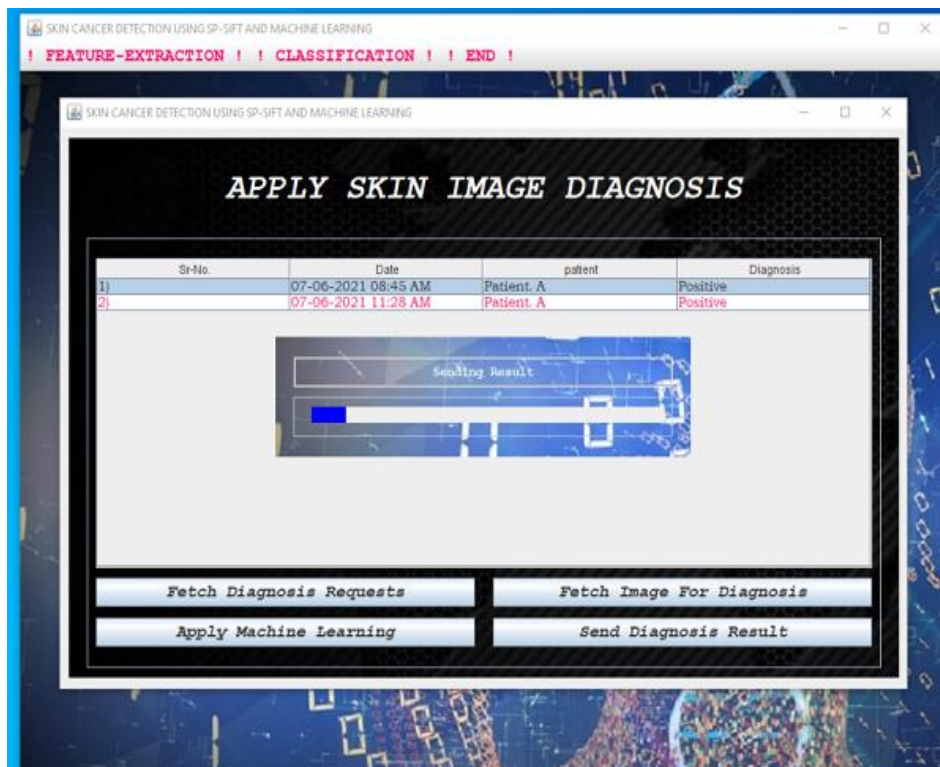 SKIN CANCER DETECTION USING SP-SIFT AND MACHINE LEARNING
! FEATURE-EXTRACTION ! ! CLASSIFICATION ! ! END !
SKIN CANCER DETECTION USING SP-SIFT AND MACHINE LEARNING
APPLY SKIN IMAGE DIAGNOSIS
Sr-No. Date patient Diagnosis
1) 07-06-2021 08:45 AM Patient. A Positive
2) 07-06-2021 11:28 AM Patient. A Positive
Sending Result
Fetch Diagnosis Requests Fetch Image For Diagnosis
Apply Machine Learning Send Diagnosis Result